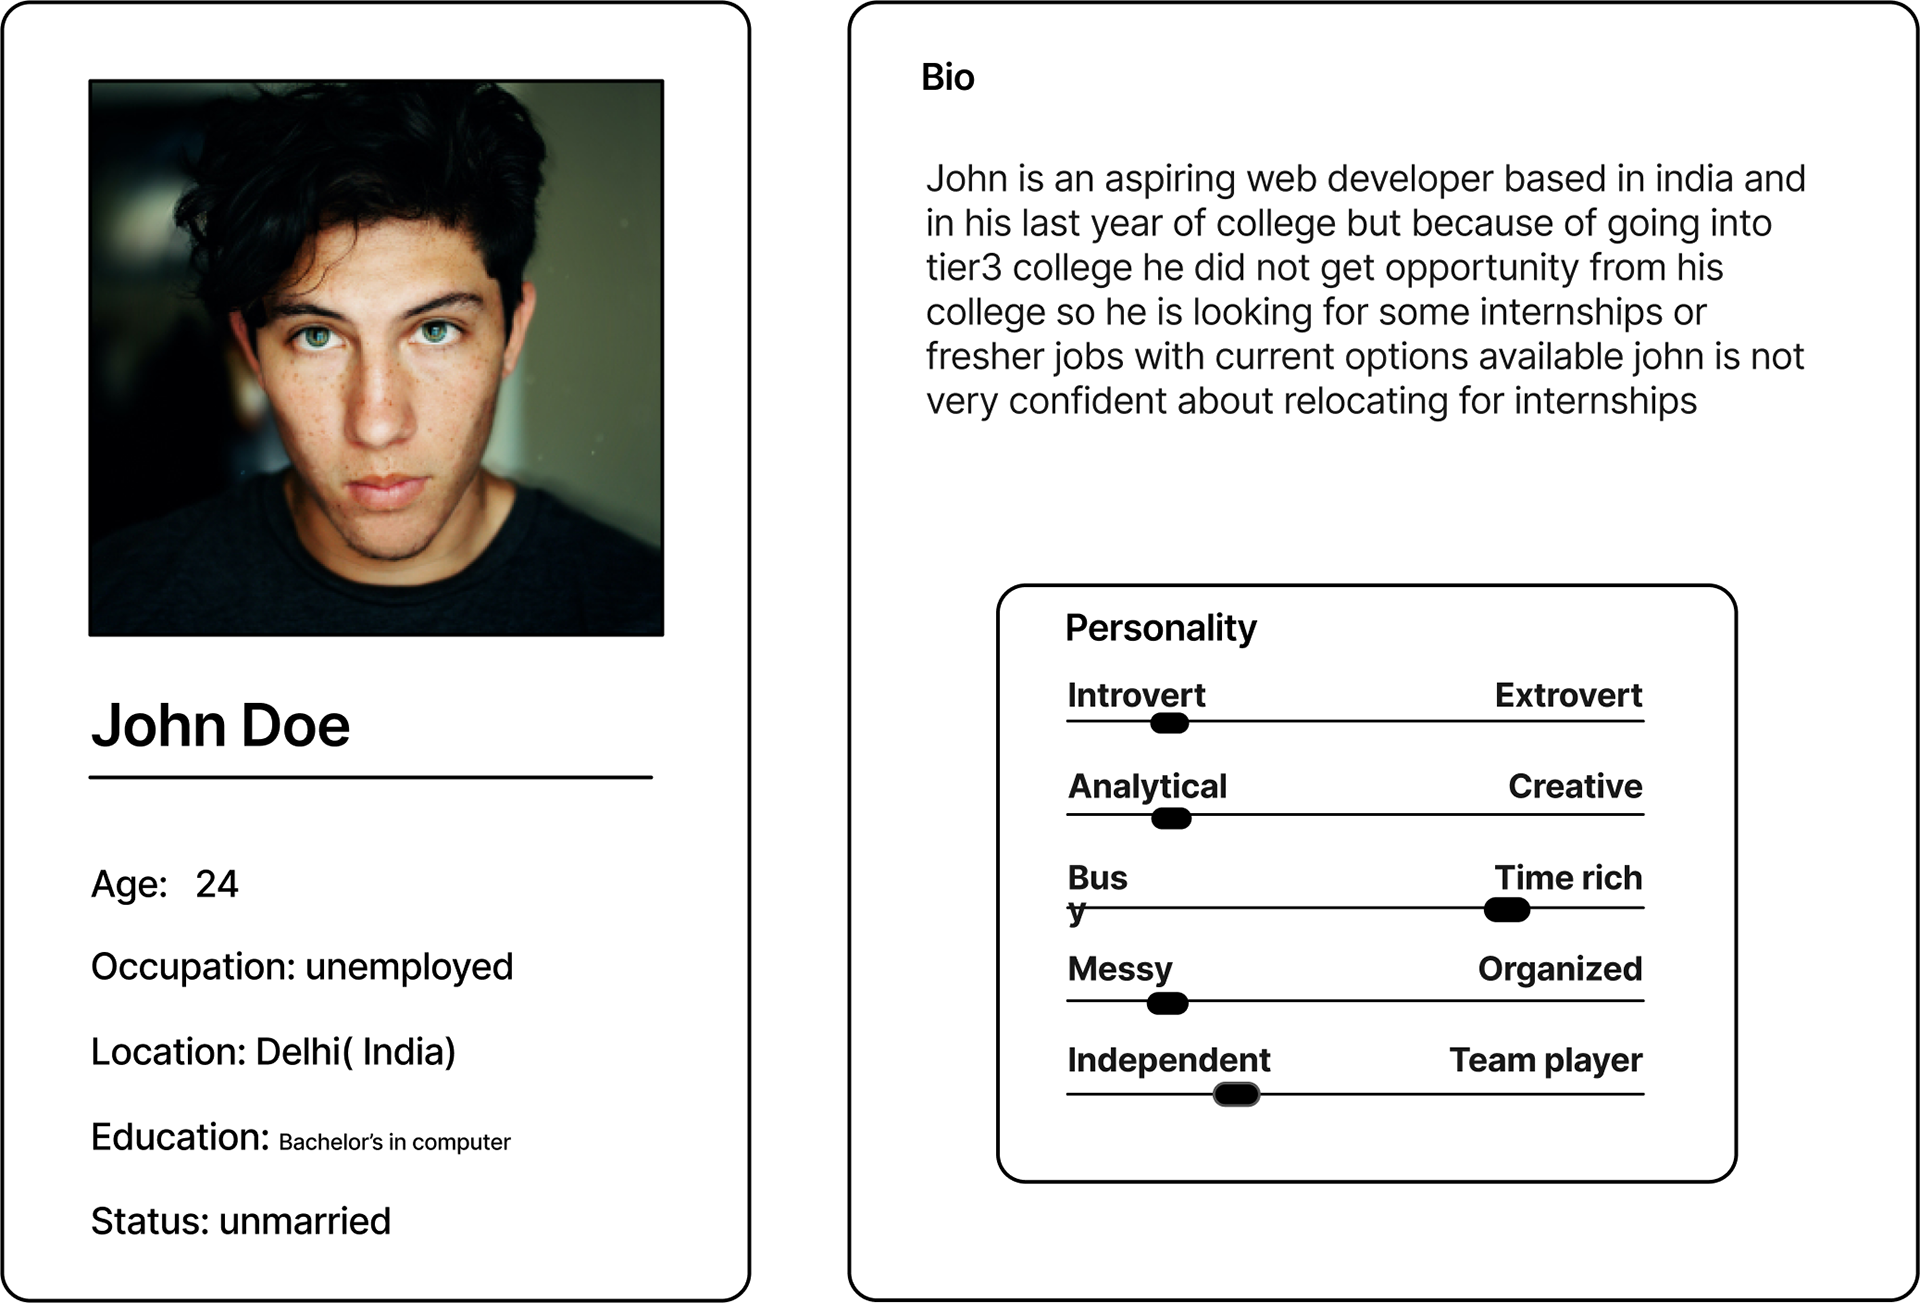 John Doe
Age: 24
Occupation: unemployed
Location: Delhi( India)
Education: Bachelor’s in computer
Status: unmarried
Bio
John is an aspiring web developer based in india and
in his last year of college but because of going into
tier3 college he did not get opportunity from his
college so he is looking for some internships or
fresher jobs with current options available john is not
very confident about relocating for internships
Personality
Introvert Extrovert
Analytical Creative
Bus Time rich
y
Messy Organized
Independent Team player